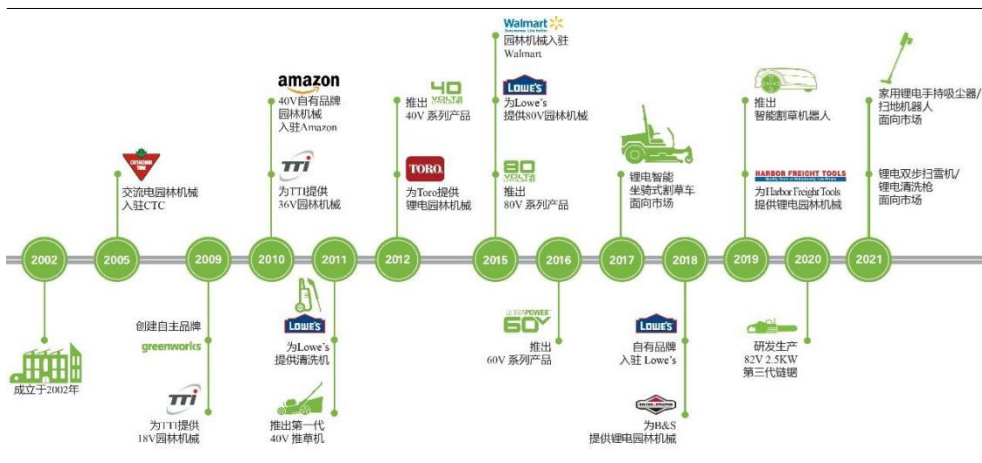 Walmart
园林机械入驻
Walmart
amazon
40V自有品牌
园林机械
入驻Amazon
40
VOLT
推出
40V 系列产品
LOWE'S
为Lowe's
提供80V园林机械
推出
智能割草机器人
家用锂电手持吸尘器/
扫地机器人
面向市场
CANADIAN
TIRE
交流电园林机械
入驻CTC
TTi
为TTI提供
36V园林机械
TORO
为Toro提供
锂电园林机械
80
VOLT
推出
80V 系列产品
锂电智能
坐骑式割草车
面向市场
HARBOR FREIGHT TOOLS
为Harbor Freight Tools
提供锂电园林机械
锂电双步扫雪机/
锂电清洗枪
面向市场
2002
2005
2009
2010
2011
2012
2015
2016
2017
2018
2019
2020
2021
成立于2002年
创建自主品牌
greenworks
TTi
为TTI提供
18V园林机械
LOWE'S
为Lowe's
提供清洗机
推出第一代
40V 推草机
60V
推出
60V 系列产品
LOWE'S
自有品牌
入驻 Lowe's
BRIGGS & STRATTON
为B&S
提供锂电园林机械
研发生产
82V 2.5KW
第三代链锯